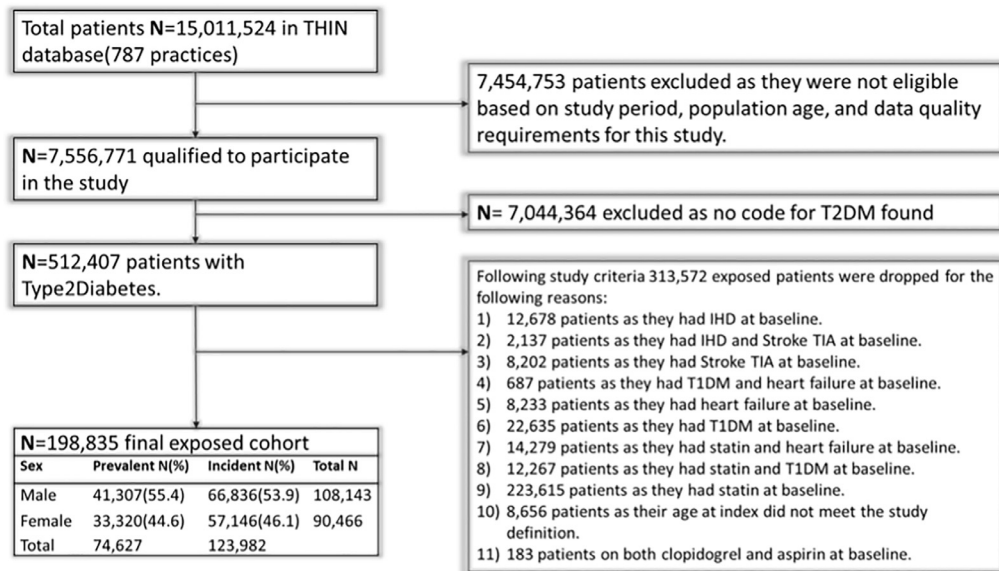 Total patients N=15,011,524 in THIN
database(787 practices)
7,454,753 patients excluded as they were not eligible
based on study period, population age, and data quality
requirements for this study.
N=7,556,771 qualified to participate
in the study
N= 7,044,364 excluded as no code for T2DM found
N=512,407 patients with
Type2Diabetes.
Following study criteria 313,572 exposed patients were dropped for the
following reasons:
1) 12,678 patients as they had IHD at baseline.
2) 2,137 patients as they had IHD and Stroke TIA at baseline.
3) 8,202 patients as they had Stroke TIA at baseline.
4) 687 patients as they had T1DM and heart failure at baseline.
5) 8,233 patients as they had heart failure at baseline.
6) 22,635 patients as they had T1DM at baseline.
7) 14,279 patients as they had statin and heart failure at baseline.
8) 12,267 patients as they had statin and T1DM at baseline.
9) 223,615 patients as they had statin at baseline.
10) 8,656 patients as their age at index did not meet the study
definition.
11) 183 patients on both clopidogrel and aspirin at baseline.
N=198,835 final exposed cohort
Sex Prevalent N(%) Incident N(%) Total N
Male 41,307(55.4) 66,836(53.9) 108,143
Female 33,320(44.6) 57,146(46.1) 90,466
Total 74,627 123,982